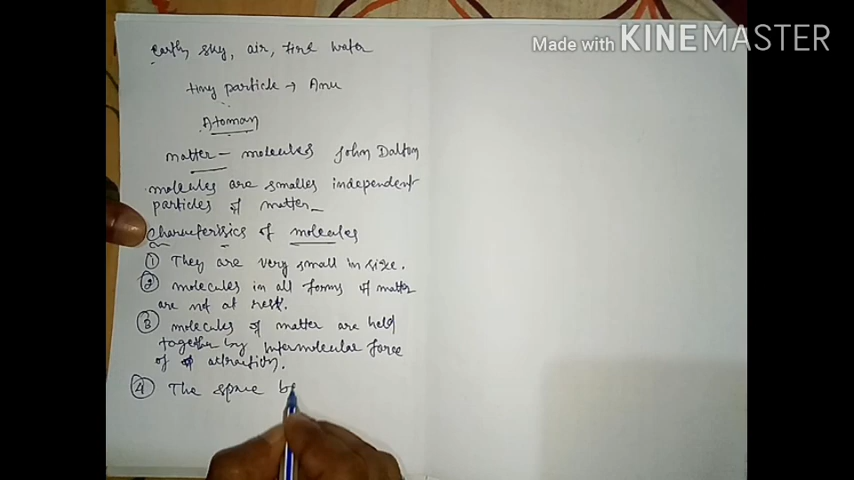 Made with KINEMASTER
earth, sky, air, fire water
tiny particle → Anu
Atoman
matter - molecules John Dalton
molecules are smalles independent
particles of matter
characterisics of molecules
① They are very small in size.
② molecules in all forms of matter
are not at rest.
③ molecules of matter are held
together by intermolecular force
of attraction.
④ The space be